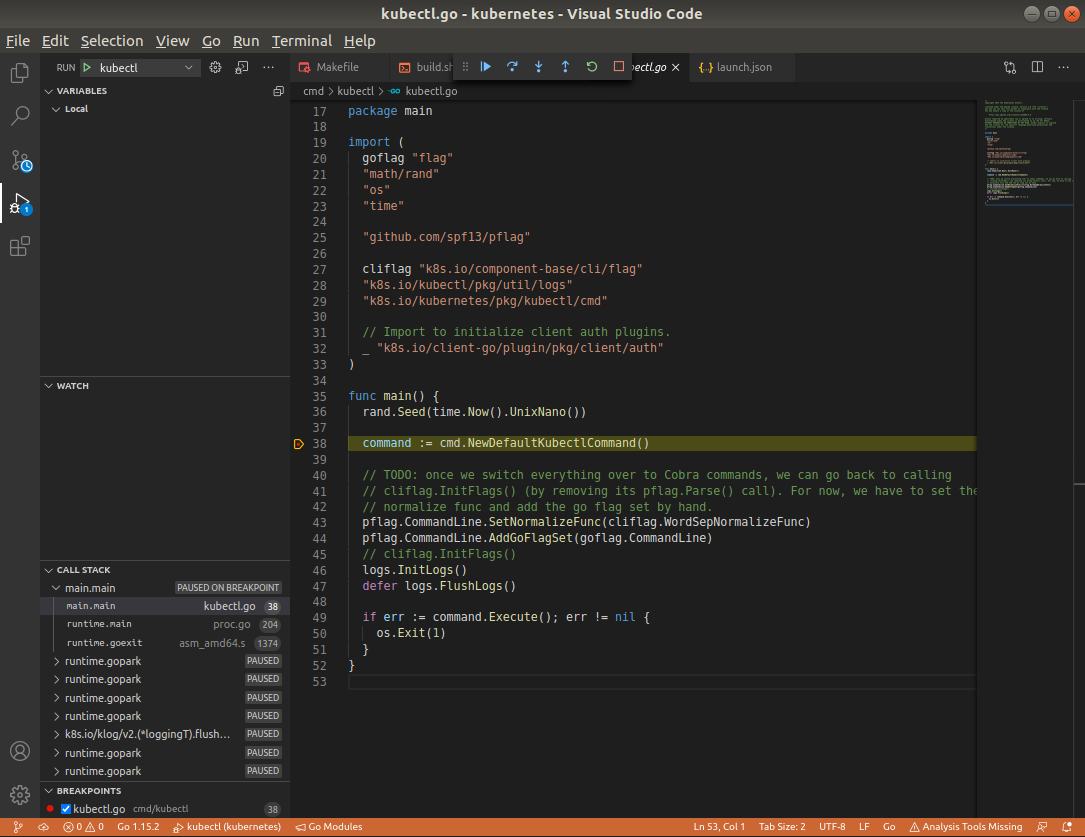 kubectl.go - kubernetes - Visual Studio Code
File Edit Selection View Go Run Terminal Help
RUN kubectl
Makefile
build.sh
ectl.go
launch.json
cmd > kubectl > kubectl.go
VARIABLES
Local
WATCH
CALL STACK
main.main PAUSED ON BREAKPOINT
main.main kubectl.go 38
runtime.main proc.go 204
runtime.goexit asm_amd64.s 1374
runtime.gopark PAUSED
runtime.gopark PAUSED
runtime.gopark PAUSED
runtime.gopark PAUSED
k8s.io/klog/v2.(*loggingT).flush... PAUSED
runtime.gopark PAUSED
runtime.gopark PAUSED
BREAKPOINTS
kubectl.go cmd/kubectl 38
1
17 package main
18
19 import (
20 goflag "flag"
21 "math/rand"
22 "os"
23 "time"
24
25 "github.com/spf13/pflag"
26
27 cliflag "k8s.io/component-base/cli/flag"
28 "k8s.io/kubectl/pkg/util/logs"
29 "k8s.io/kubernetes/pkg/kubectl/cmd"
30
31 // Import to initialize client auth plugins.
32 _ "k8s.io/client-go/plugin/pkg/client/auth"
33 )
34
35 func main() {
36 rand.Seed(time.Now().UnixNano())
37
38 command := cmd.NewDefaultKubectlCommand()
39
40 // TODO: once we switch everything over to Cobra commands, we can go back to calling
41 // cliflag.InitFlags() (by removing its pflag.Parse() call). For now, we have to set the
42 // normalize func and add the go flag set by hand.
43 pflag.CommandLine.SetNormalizeFunc(cliflag.WordSepNormalizeFunc)
44 pflag.CommandLine.AddGoFlagSet(goflag.CommandLine)
45 // cliflag.InitFlags()
46 logs.InitLogs()
47 defer logs.FlushLogs()
48
49 if err := command.Execute(); err != nil {
50 os.Exit(1)
51 }
52 }
53
0 0 Go 1.15.2 kubectl (kubernetes) Go Modules Ln 53, Col 1 Tab Size: 2 UTF-8 LF Go Analysis Tools Missing